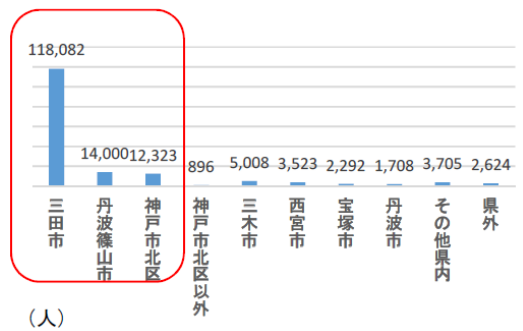 118,082
14,000
12,323
896
5,008
3,523
2,292
1,708
3,705
2,624
三田市
丹波篠山市
神戸市北区
神戸市北区以外
三木市
西宮市
宝塚市
丹波市
その他県内
県外
（人）